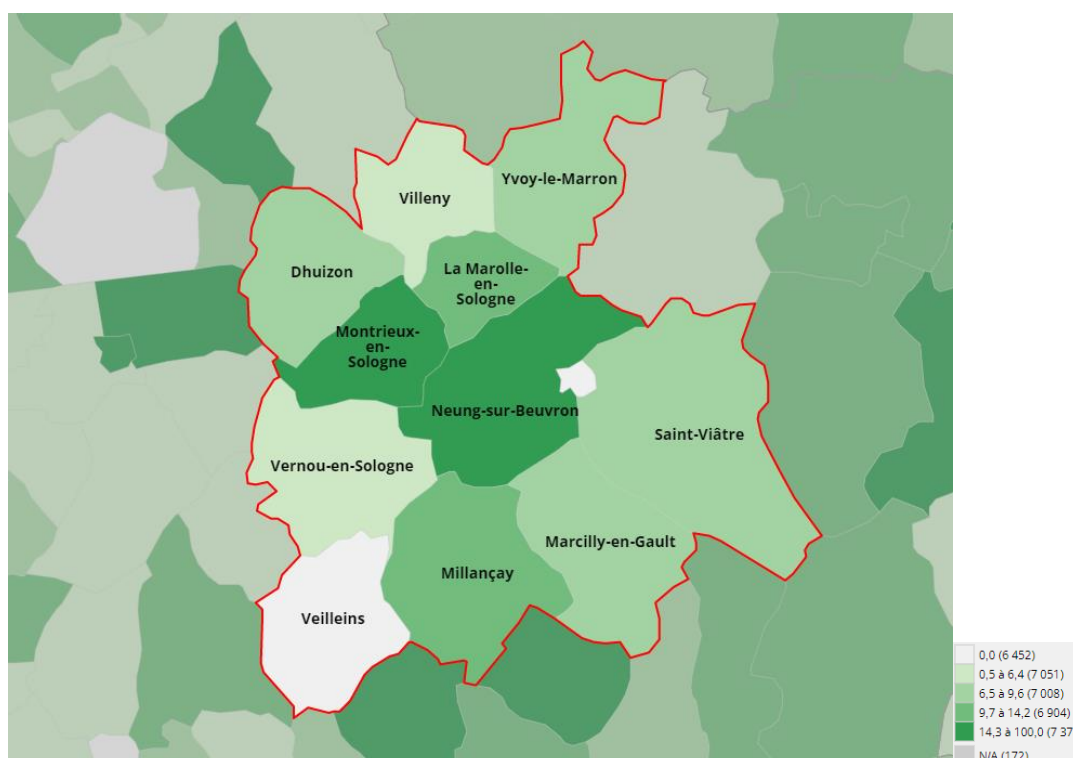 Yvoy-le-Marron
Villeny
La Marolle-
en-
Sologne
Dhuizon
Montrieux-
en-
Sologne
Neung-sur-Beuvron
Saint-Viâtre
Vernou-en-Sologne
Marcilly-en-Gault
Millançay
Veilleins
0,0 (6 452)
0,5 à 6,4 (7 051)
6,5 à 9,6 (7 008)
9,7 à 14,2 (6 904)
14,3 à 100,0 (7 37
N/A (172)